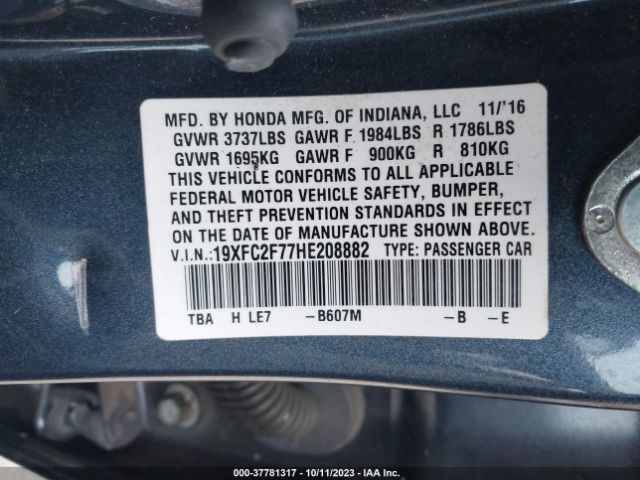 MFD. BY HONDA MFG. OF INDIANA, LLC 11/'16
GVWR 3737LBS GAWR F 1984LBS R 1786LBS
GVWR 1695KG GAWR F 900KG R 810KG
THIS VEHICLE CONFORMS TO ALL APPLICABLE
FEDERAL MOTOR VEHICLE SAFETY, BUMPER,
AND THEFT PREVENTION STANDARDS IN EFFECT
ON THE DATE OF MANUFACTURE SHOWN ABOVE.
V.I.N.:19XFC2F77HE208882 TYPE: PASSENGER CAR
TBA H LE7 -B607M -B -E
000-37781317 - 10/11/2023 - IAA Inc.